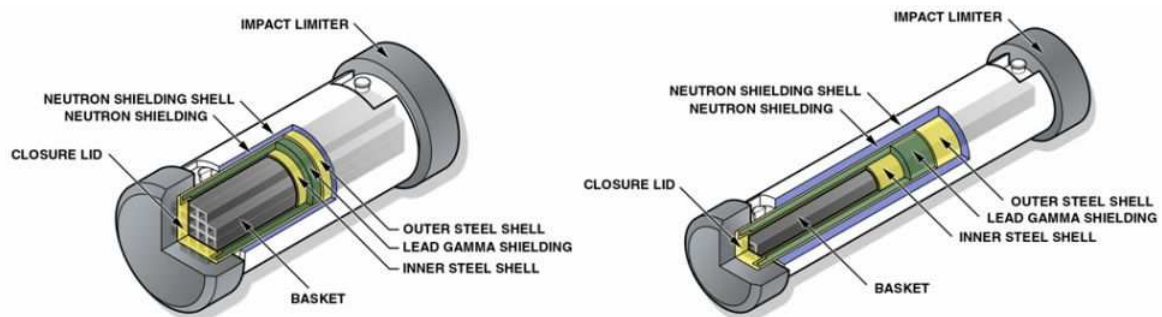 IMPACT LIMITER
NEUTRON SHIELDING SHELL
NEUTRON SHIELDING
CLOSURE LID
OUTER STEEL SHELL
LEAD GAMMA SHIELDING
INNER STEEL SHELL
BASKET
IMPACT LIMITER
NEUTRON SHIELDING SHELL
NEUTRON SHIELDING
CLOSURE LID
OUTER STEEL SHELL
LEAD GAMMA SHIELDING
INNER STEEL SHELL
BASKET